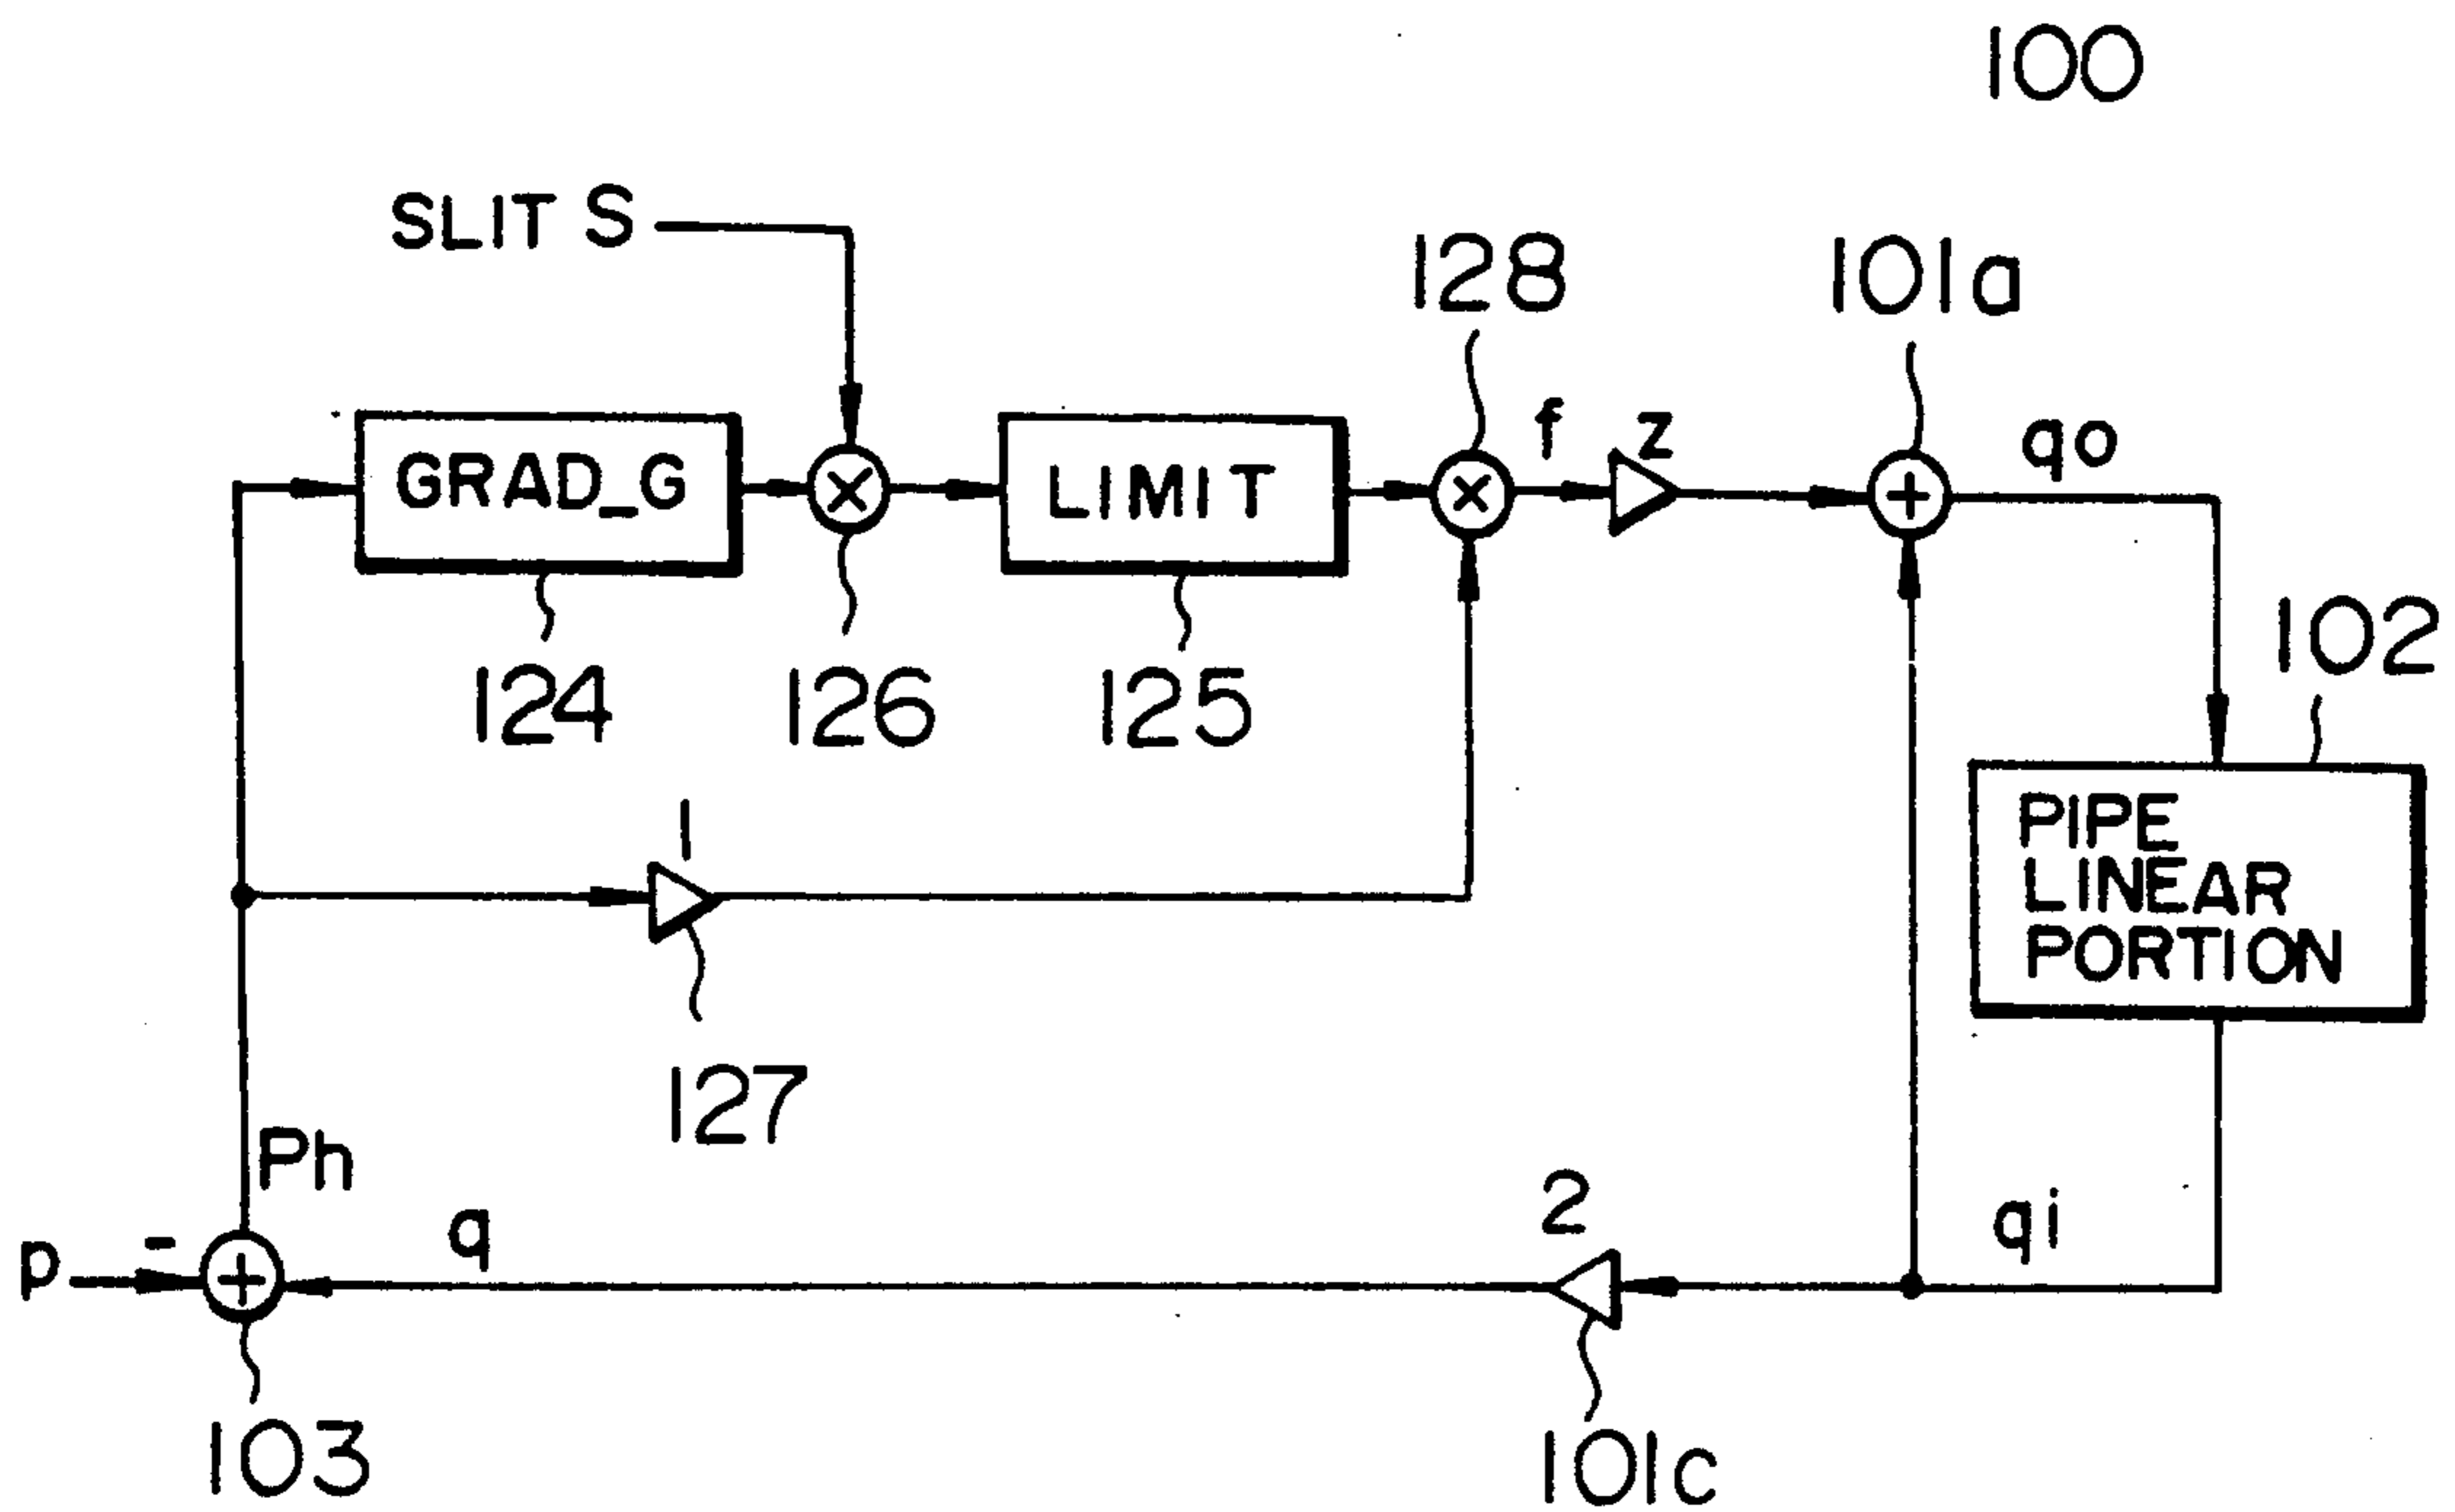 100
SLIT S
128
101a
f
z
qo
GRAD_G
LIMIT
102
124
126
125
PIPE
LINEAR
PORTION
1
127
Ph
q
2
qi
p
-
103
101c